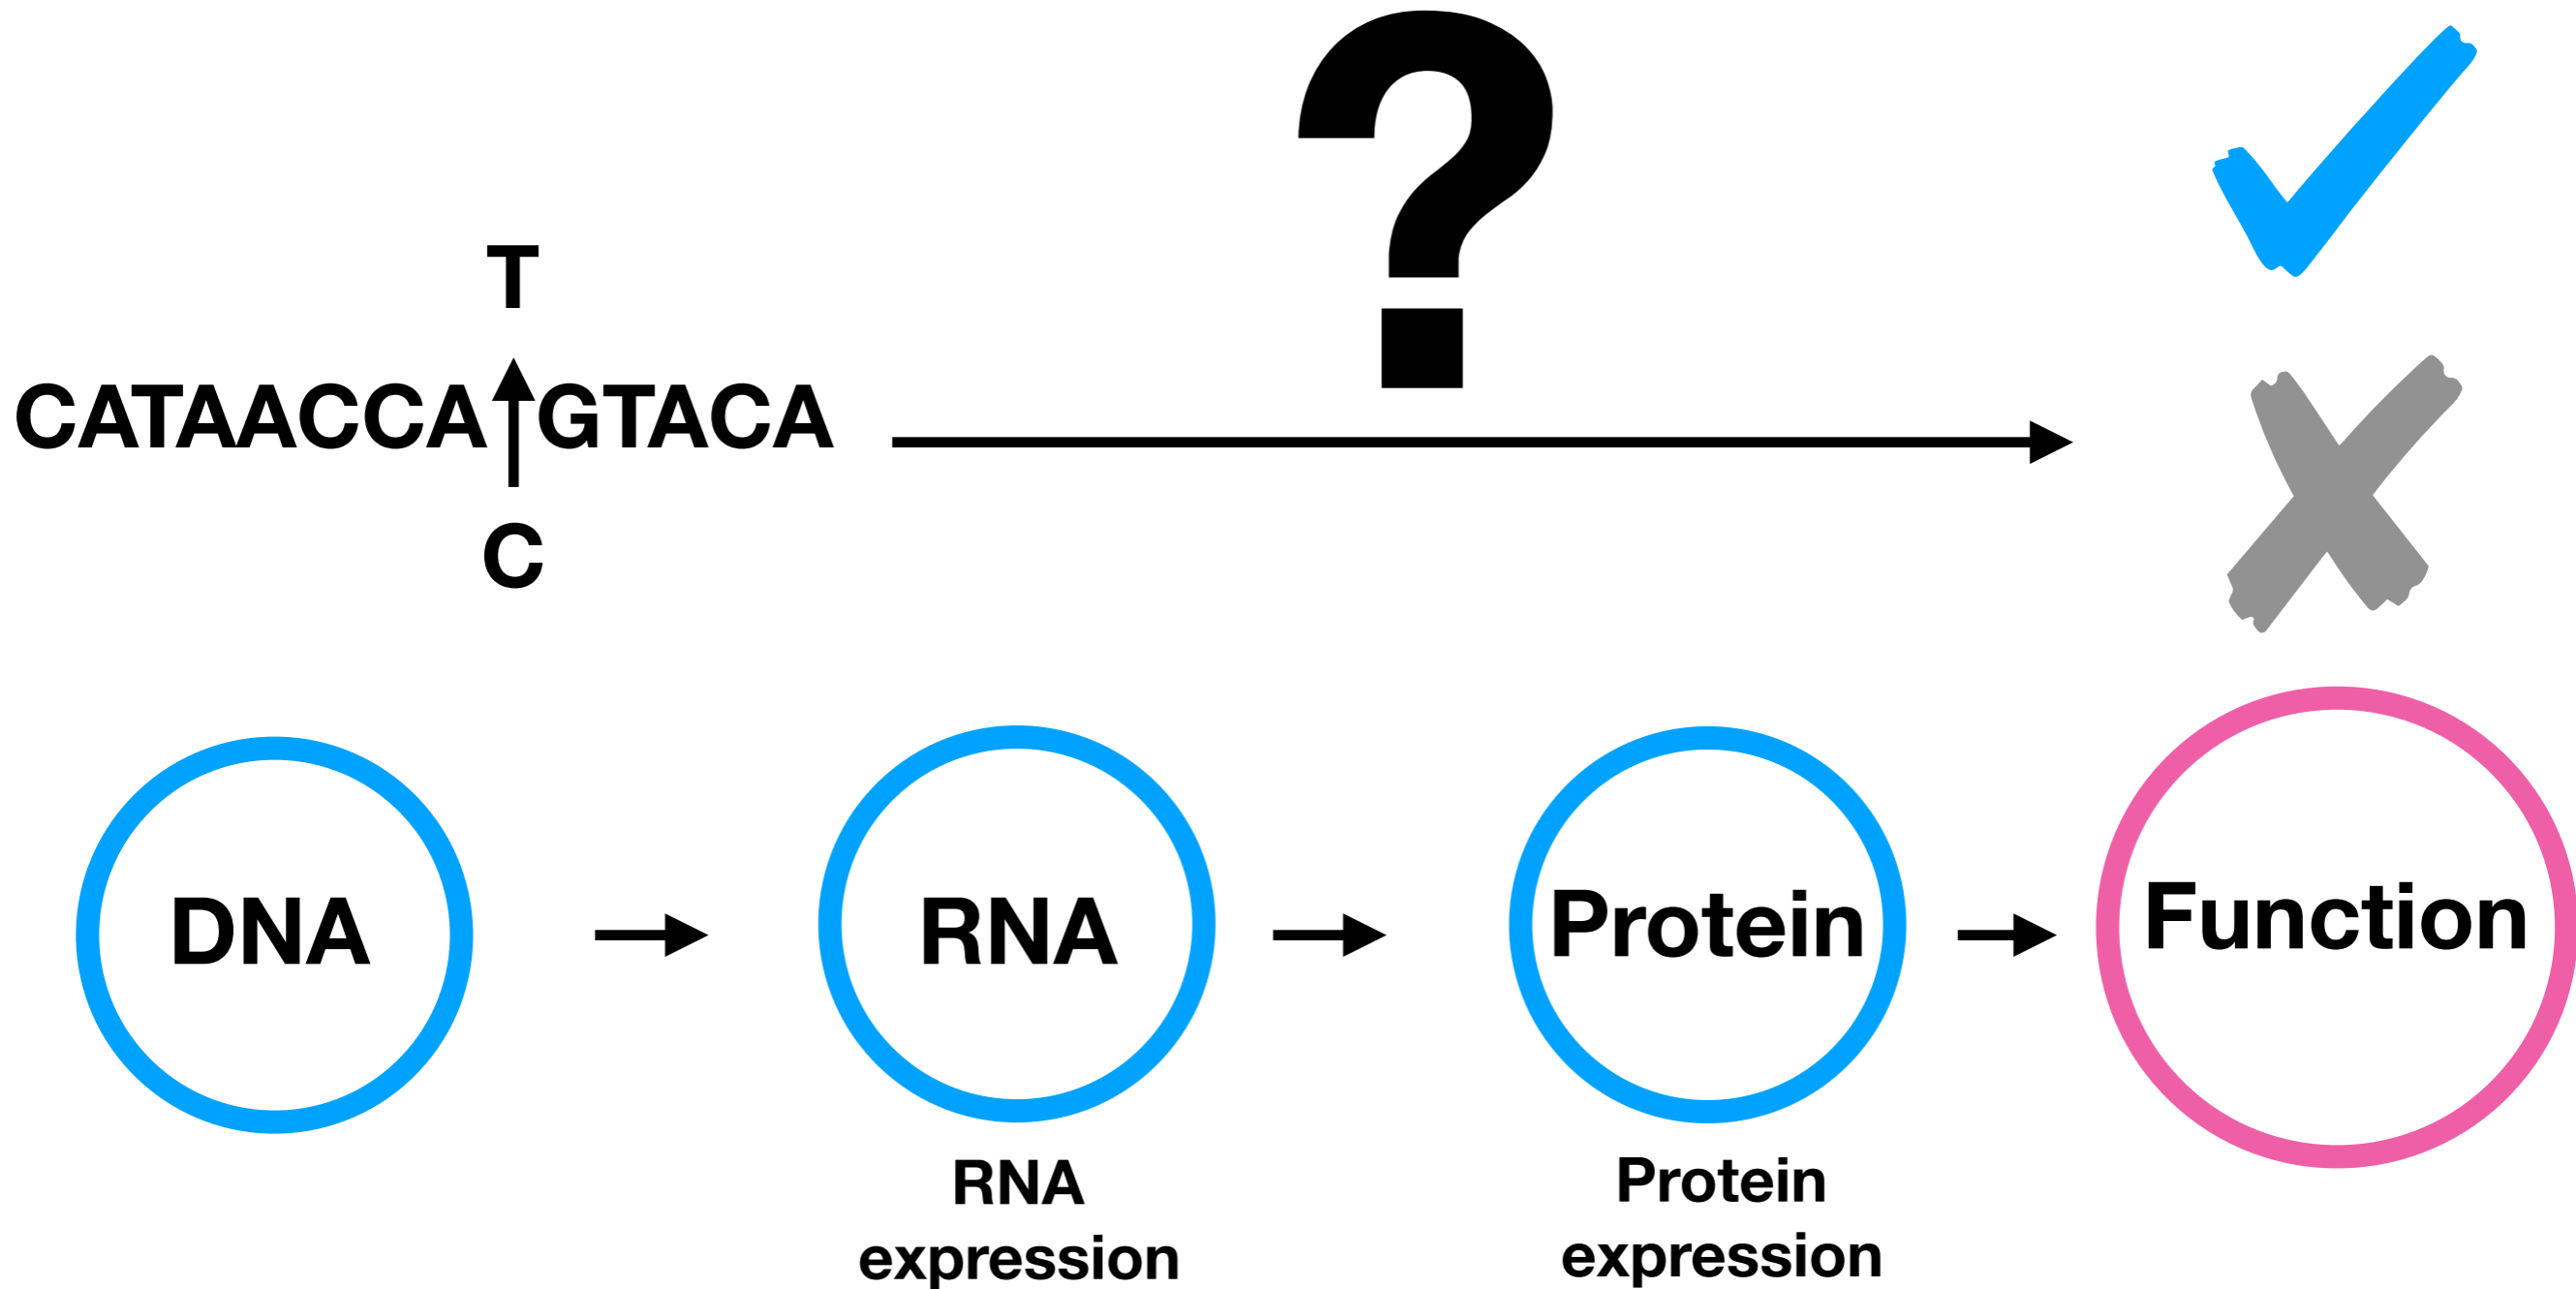 ?
T
CATAACCA GTACA
C
DNA
RNA
Protein
Function
RNA
expression
Protein
expression